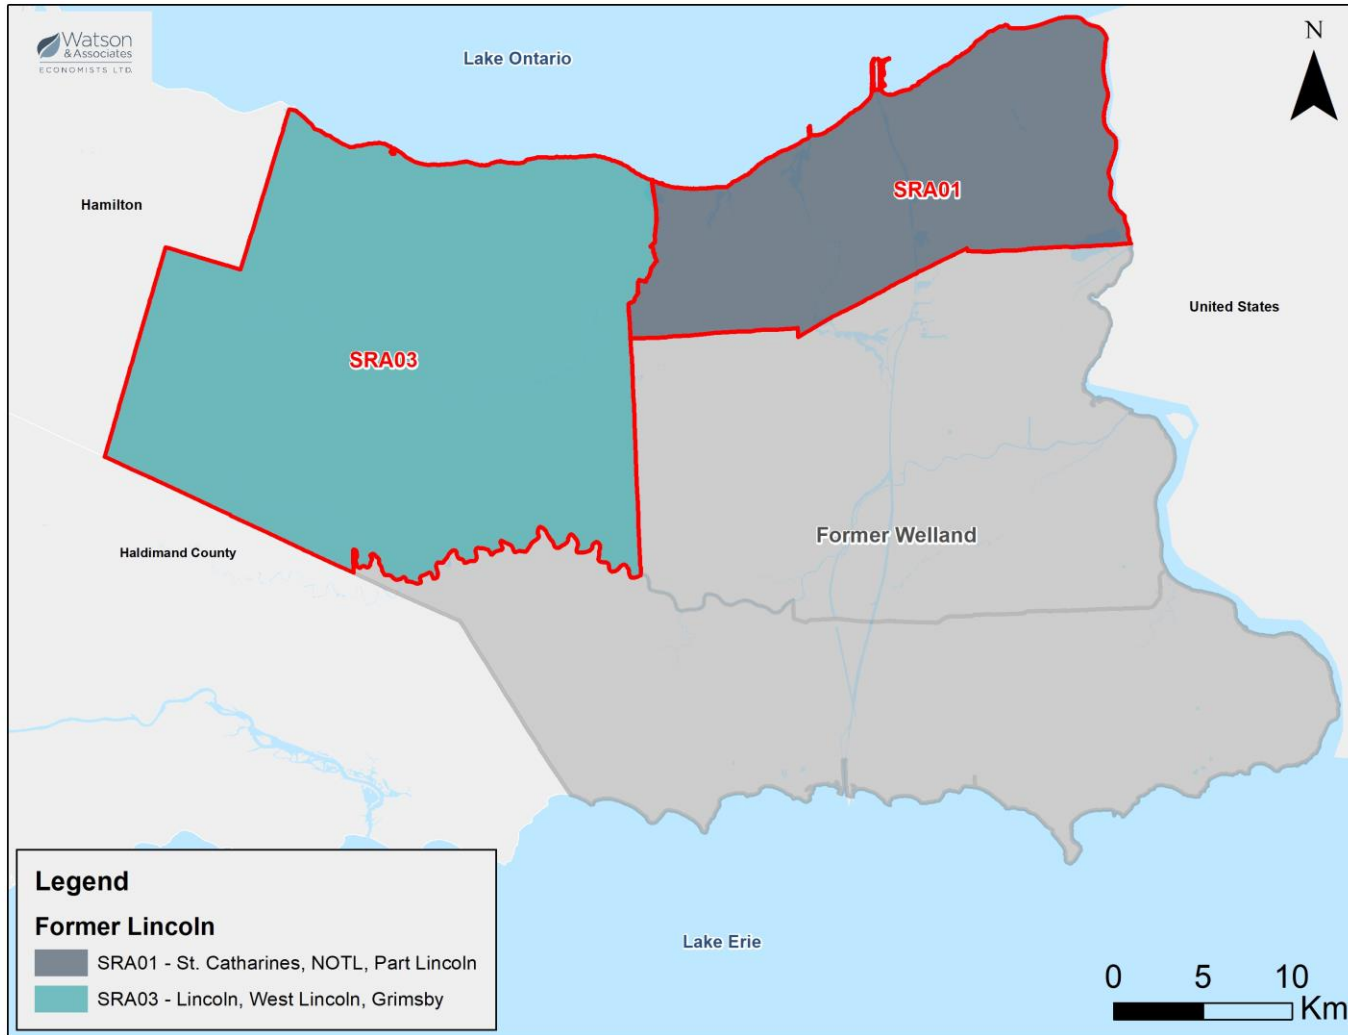 Watson
& Associates
ECONOMISTS LTD.
Lake Ontario
N
Hamilton
SRA01
United States
SRA03
Former Welland
Haldimand County
Lake Erie
Legend
Former Lincoln
SRA01 - St. Catharines, NOTL, Part Lincoln
SRA03 - Lincoln, West Lincoln, Grimsby
0 5 10
Km